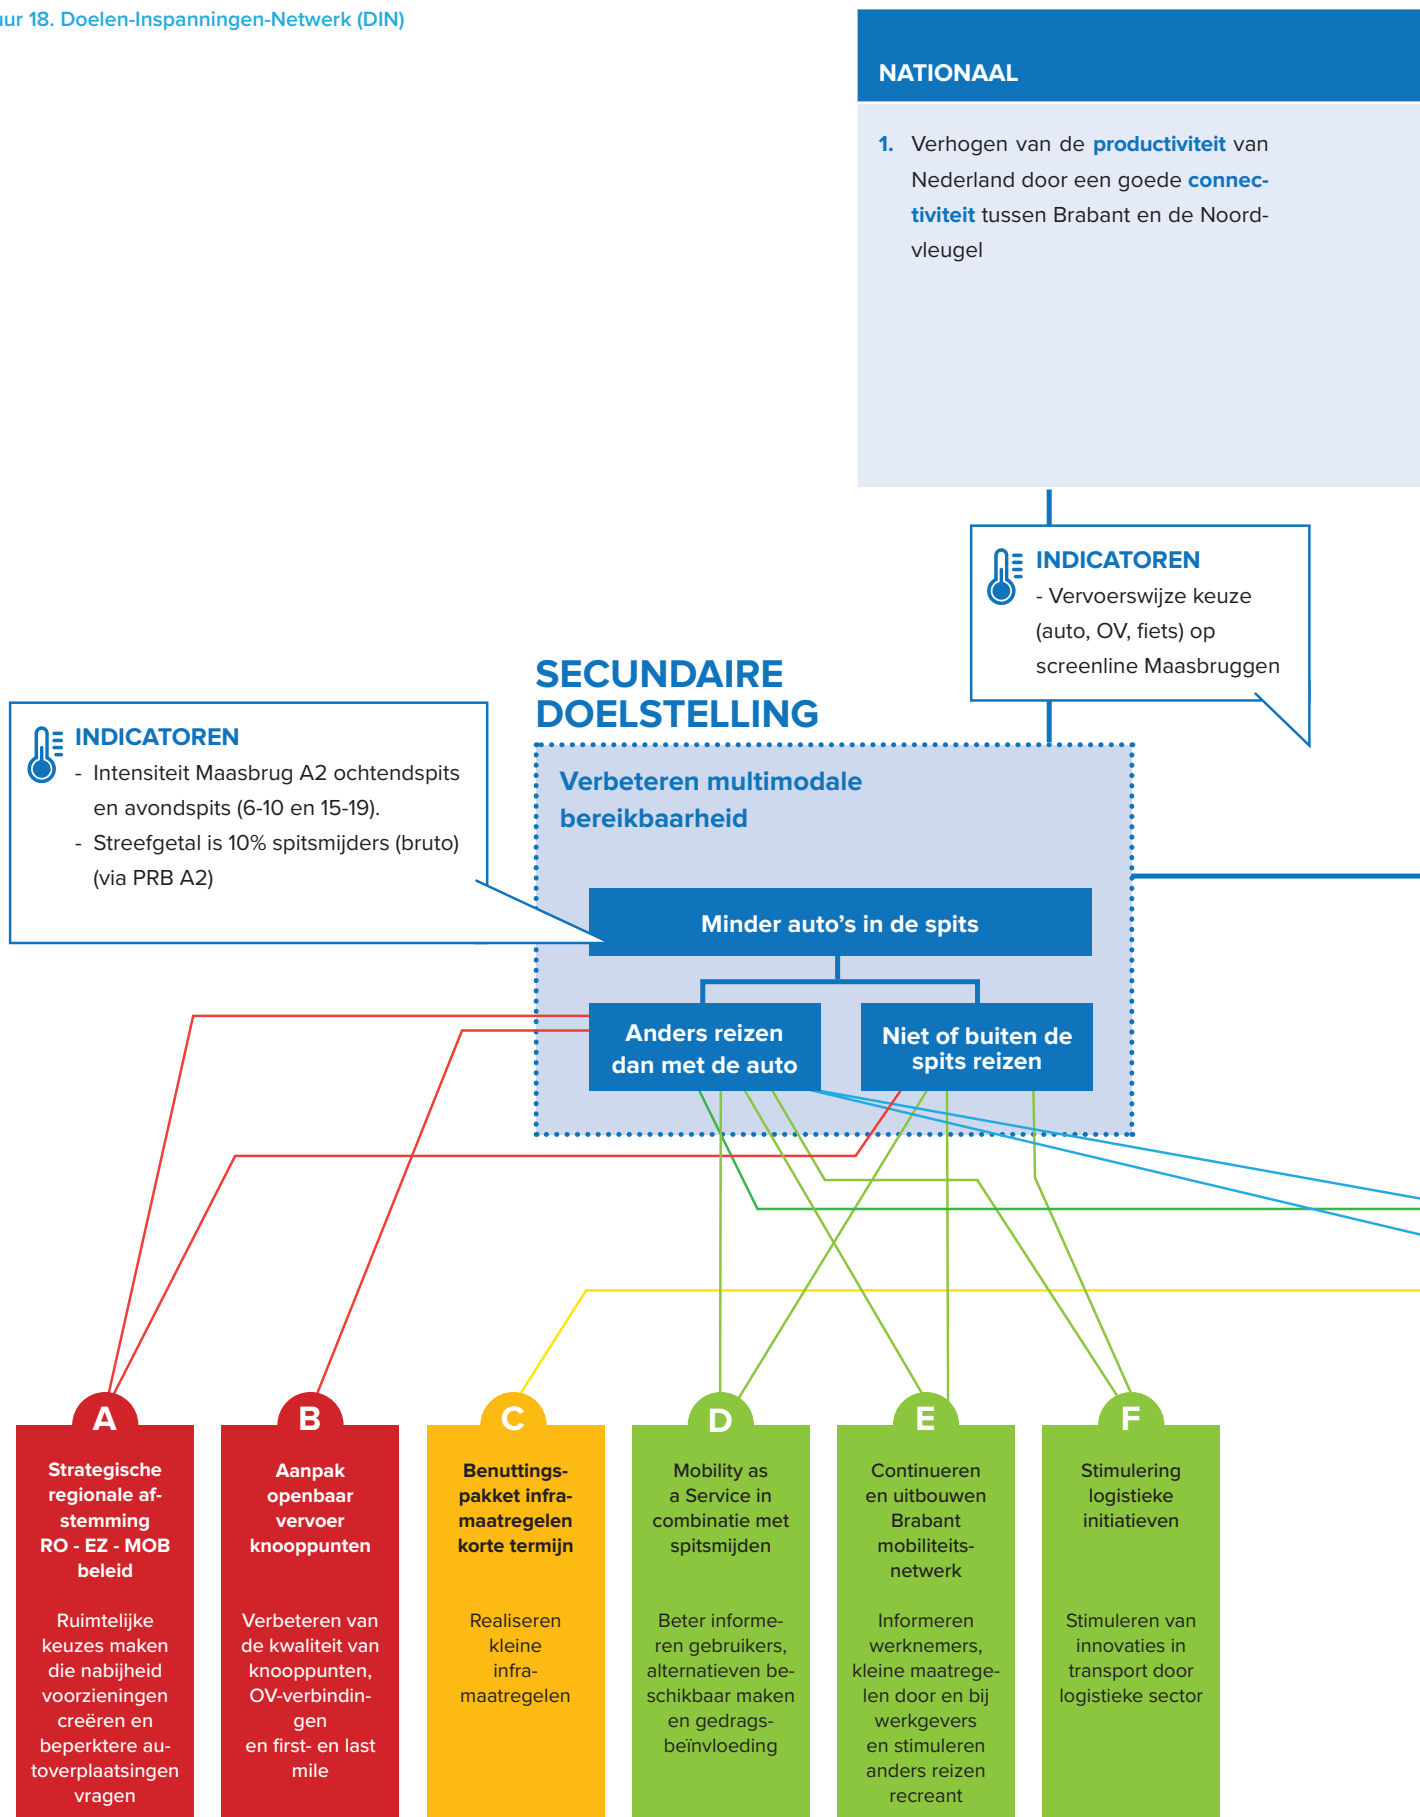 uur 18. Doelen-Inspanningen-Netwerk (DIN)
NATIONAAL
1. Verhogen van de productiviteit van
Nederland door een goede connec-
tiviteit tussen Brabant en de Noord-
vleugel
INDICATOREN
- Vervoerswijze keuze
(auto, OV, fiets) op
screenline Maasbruggen
SECUNDAIRE
DOELSTELLING
INDICATOREN
- Intensiteit Maasbrug A2 ochtendspits
en avondspits (6-10 en 15-19).
- Streefgetal is 10% spitsmijders (bruto)
(via PRB A2)
Verbeteren multimodale
bereikbaarheid
Minder auto's in de spits
Anders reizen
dan met de auto
Niet of buiten de
spits reizen
A
Strategische
regionale af-
stemming
RO - EZ - MOB
beleid
Ruimtelijke
keuzes maken
die nabijheid
voorzieningen
creëren en
beperktere au-
toverplaatsingen
vragen
B
Aanpak
openbaar
vervoer
knooppunten
Verbeteren van
de kwaliteit van
knooppunten,
OV-verbindin-
gen
en first- en last
mile
C
Benuttings-
pakket infra-
maatregelen
korte termijn
Realiseren
kleine
infra-
maatregelen
D
Mobility as
a Service in
combinatie met
spitsmijden
Beter informe-
ren gebruikers,
alternatieven be-
schikbaar maken
en gedrags-
beïnvloeding
E
Continueren
en uitbouwen
Brabant
mobiliteits-
netwerk
Informeren
werknemers,
kleine maatrege-
len door en bij
werkgevers
en stimuleren
anders reizen
recreant
F
Stimulering
logistieke
initiatieven
Stimuleren van
innovaties in
transport door
logistieke sector